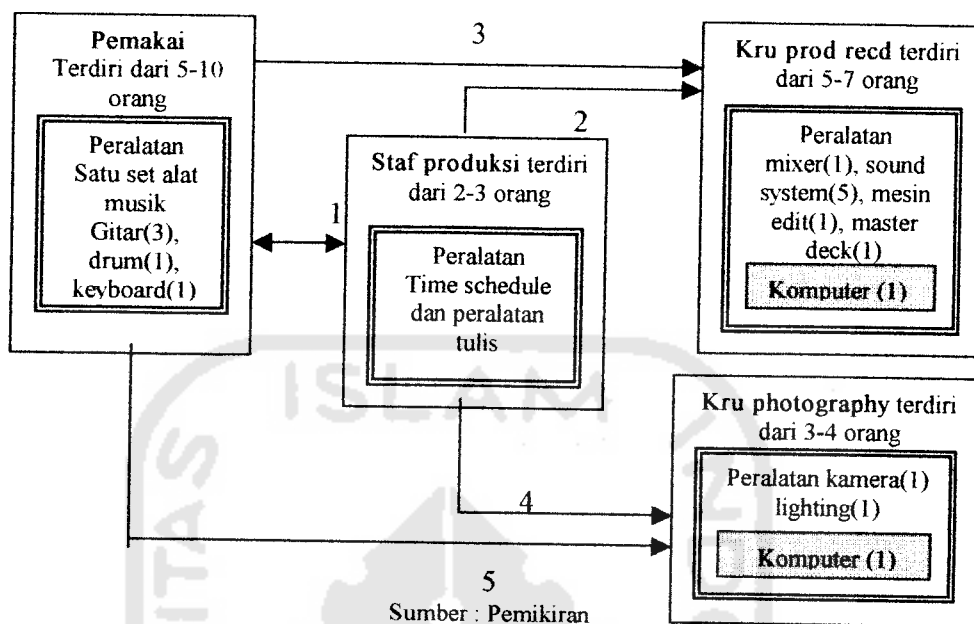 Pemakai
Terdiri dari 5-10
orang
Peralatan
Satu set alat
musik
Gitar(3),
drum(1),
keyboard(1)
3
1
2
Staf produksi terdiri
dari 2-3 orang
Peralatan
Time schedule
dan peralatan
tulis
Kru prod recd terdiri
dari 5-7 orang
Peralatan
mixer(1), sound
system(5), mesin
edit(1), master
deck(1)
Komputer (1)
Kru photography terdiri
dari 3-4 orang
Peralatan kamera(1)
lighting(1)
Komputer (1)
4
5
Sumber : Pemikiran
ISLAM
ITAS